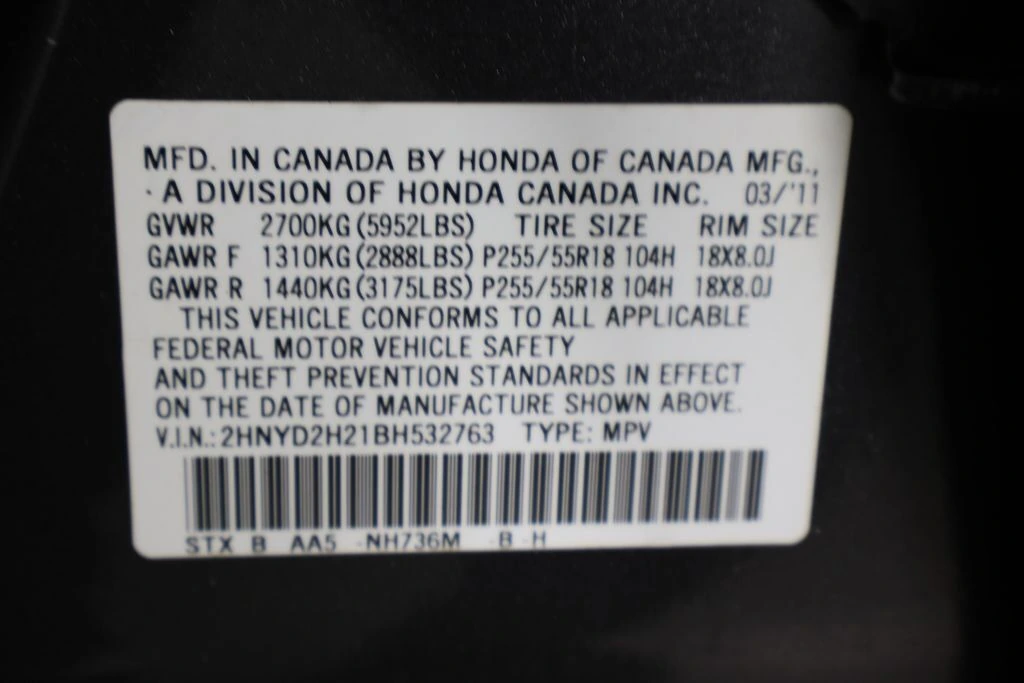 MFD. IN CANADA BY HONDA OF CANADA MFG.,
· A DIVISION OF HONDA CANADA INC. 03/'11
GVWR 2700KG (5952LBS) TIRE SIZE RIM SIZE
GAWR F 1310KG (2888LBS) P255/55R18 104H 18X8.0J
GAWR R 1440KG (3175LBS) P255/55R18 104H 18X8.0J
THIS VEHICLE CONFORMS TO ALL APPLICABLE
FEDERAL MOTOR VEHICLE SAFETY
AND THEFT PREVENTION STANDARDS IN EFFECT
ON THE DATE OF MANUFACTURE SHOWN ABOVE.
V.I.N.: 2HNYD2H21BH532763 TYPE: MPV
STX B AA5 -NH736M -B -H